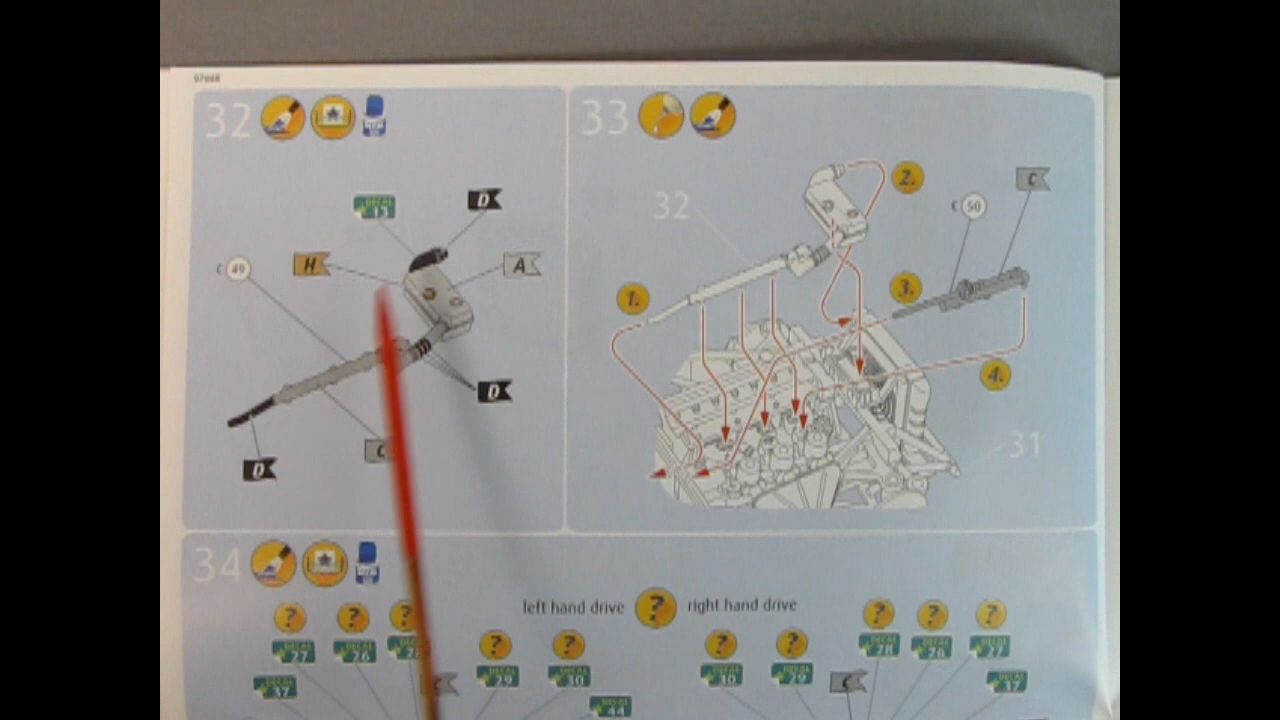 07668
32
33
DECAL
13
D
H
A
C 49
D
D
C
32
2.
C
C 50
1.
3.
4.
31
34
left hand drive ? right hand drive
? ? ? ? ? ? ? ? ? ?
DECAL 27
DECAL 26
DECAL 29
DECAL 30
DECAL 30
DECAL 29
DECAL 28
DECAL 26
DECAL 27
DECAL 37
DECAL 44
DECAL 37